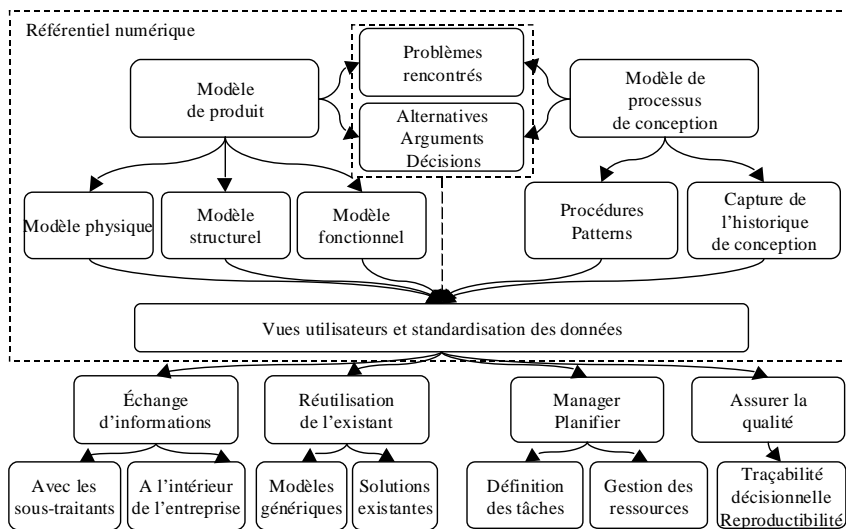 Référentiel numérique
Problèmes
rencontrés
Modèle
de produit
Modèle de
processus
de conception
Alternatives
Arguments
Décisions
Modèle physique
Modèle
structurel
Modèle
fonctionnel
Procédures
Patterns
Capture de
l’historique
de conception
Vues utilisateurs et standardisation des données
Échange
d’informations
Réutilisation
de l’existant
Manager
Planifier
Assurer la
qualité
Avec les
sous-traitants
A l’intérieur
de l’entreprise
Modèles
génériques
Solutions
existantes
Définition
des tâches
Gestion des
ressources
Traçabilité
décisionnelle
Reproductibilité